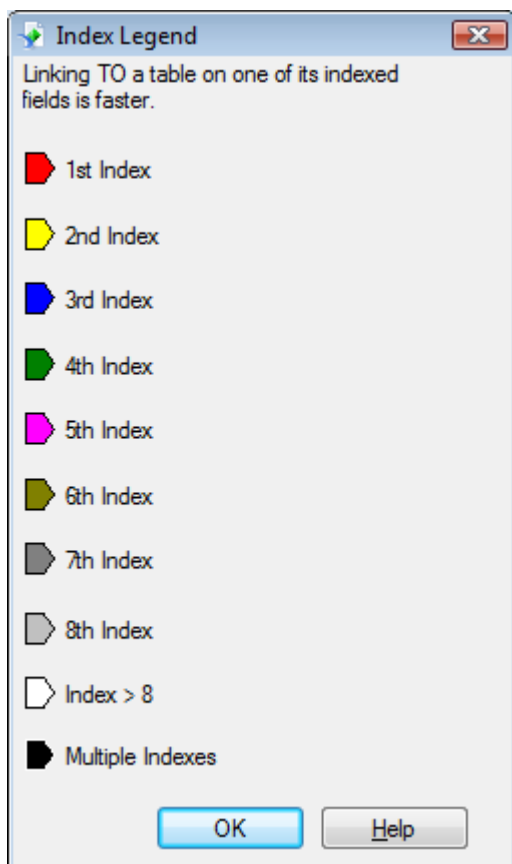 Index Legend
Linking TO a table on one of its indexed
fields is faster.
1st Index
2nd Index
3rd Index
4th Index
5th Index
6th Index
7th Index
8th Index
Index > 8
Multiple Indexes
OK Help